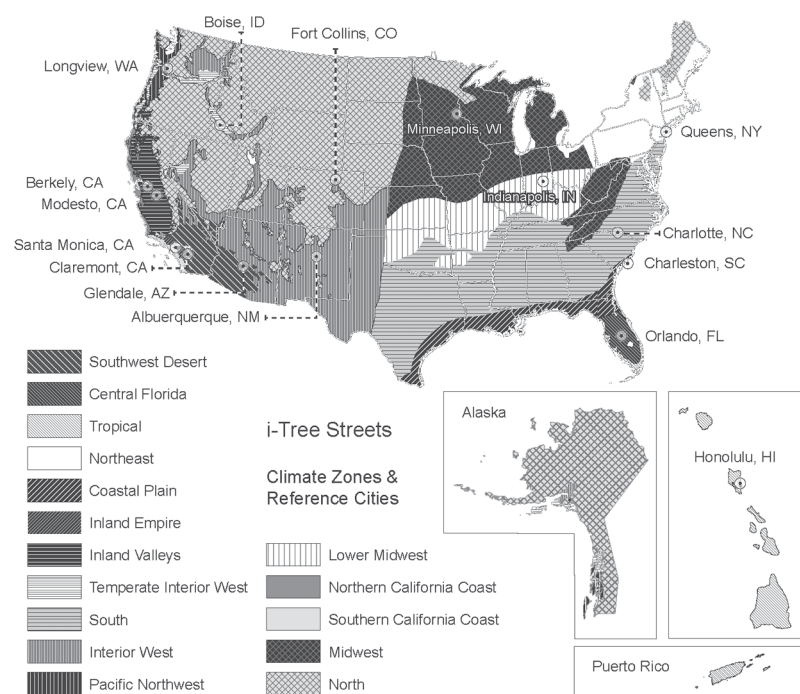 Boise, ID
Fort Collins, CO
Longview, WA
Minneapolis, WI
Queens, NY
Berkely, CA
Modesto, CA
Indianapolis, IN
Santa Monica, CA
Claremont, CA
Glendale, AZ
Albuerquerque, NM
Charlotte, NC
Charleston, SC
Orlando, FL
Southwest Desert
Central Florida
Tropical
Northeast
Coastal Plain
Inland Empire
Inland Valleys
Temperate Interior West
South
Interior West
Pacific Northwest
i-Tree Streets
Climate Zones &
Reference Cities
Lower Midwest
Northern California Coast
Southern California Coast
Midwest
North
Alaska
Honolulu, HI
Puerto Rico